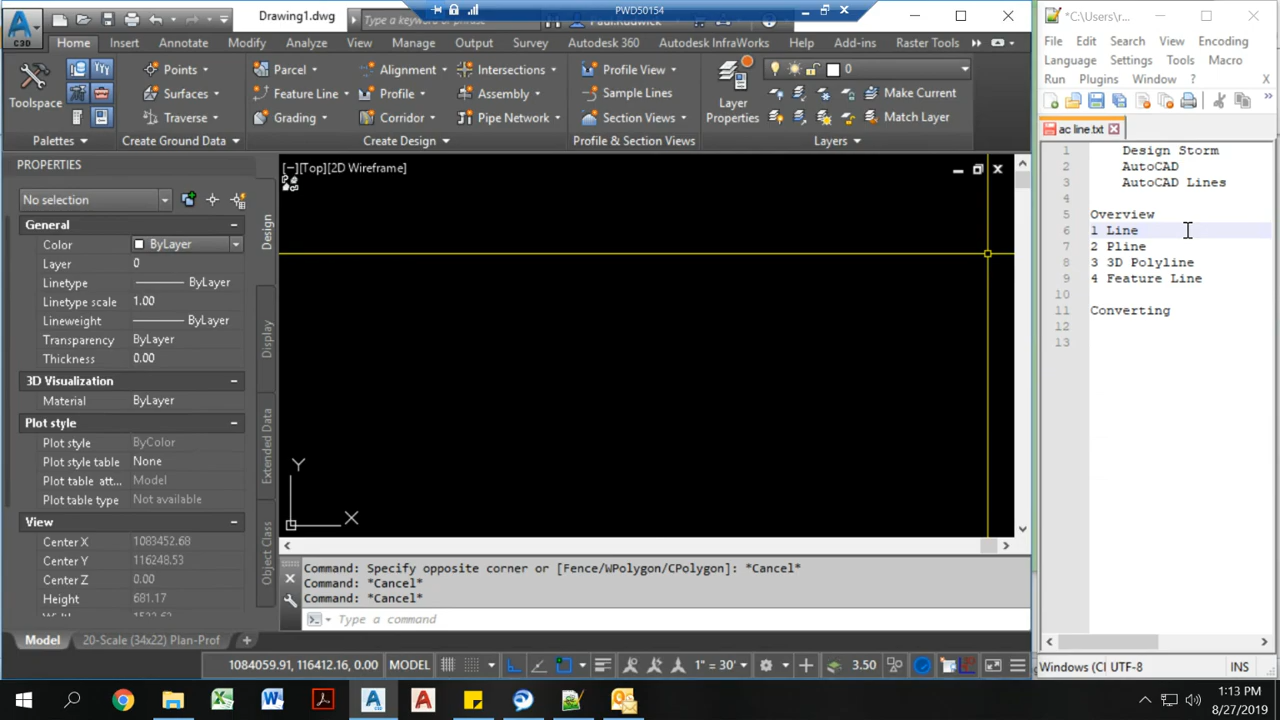 PWD50154
Drawing1.dwg
Type a keyword or phrase
*C:\Users\r...
C3D
Home Insert Annotate Modify Analyze View Manage Output Survey Autodesk 360 Autodesk InfraWorks Help Add-ins Raster Tools
File Edit Search View Encoding
Language Settings Tools Macro
Run Plugins Window ? X
Toolspace
Points
Surfaces
Traverse
Parcel
Feature Line
Grading
Alignment
Profile
Corridor
Intersections
Assembly
Pipe Network
Profile View
Sample Lines
Section Views
Layer
Properties
0
Make Current
Match Layer
Palettes
Create Ground Data
Create Design
Profile & Section Views
Layers
ac line.txt
1 Design Storm
2 AutoCAD
3 AutoCAD Lines
4
5 Overview
6 1 Line
7 2 Pline
8 3 3D Polyline
9 4 Feature Line
10
11 Converting
12
13
PROPERTIES
No selection
General
Color ByLayer
Layer 0
Linetype ByLayer
Linetype scale 1.00
Lineweight ByLayer
Transparency ByLayer
Thickness 0.00
3D Visualization
Material ByLayer
Plot style
Plot style ByColor
Plot style table None
Plot table att... Model
Plot table type Not available
View
Center X 1083452.68
Center Y 116248.53
Center Z 0.00
Height 681.17
Design
Display
Extended Data
Object Class
[−][Top][2D Wireframe]
Y
X
Command: Specify opposite corner or [Fence/WPolygon/CPolygon]: *Cancel*
Command: *Cancel*
Command: *Cancel*
Type a command
Model 20-Scale (34x22) Plan-Prof +
1084059.91, 116412.16, 0.00 MODEL 1" = 30' 3.50
Windows (CI UTF-8 INS
1:13 PM
8/27/2019